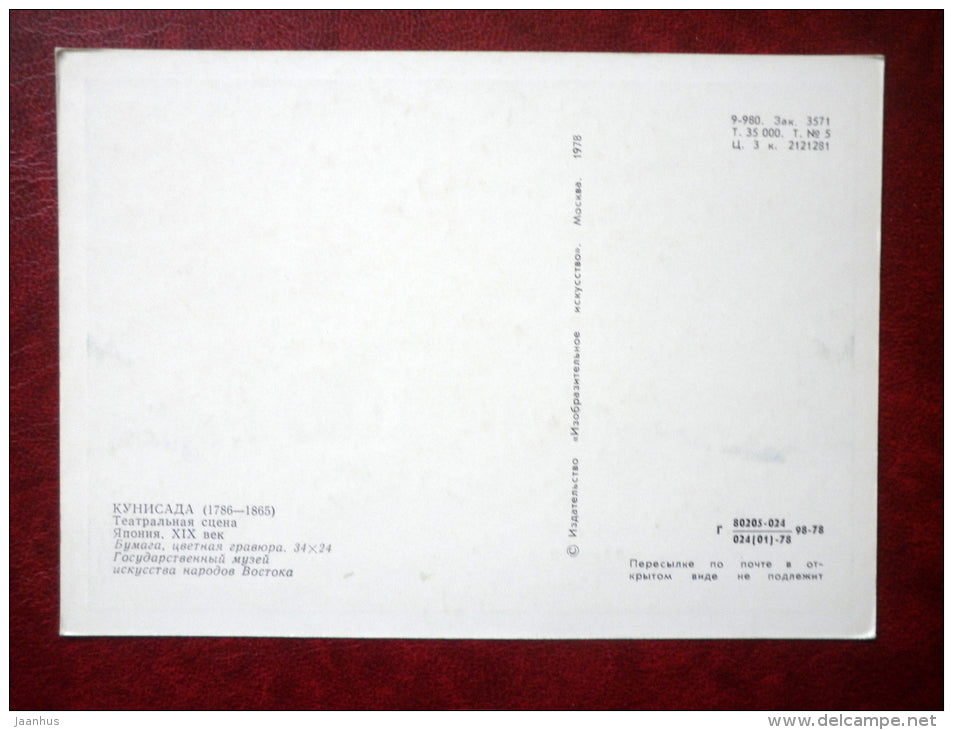 9-980. Зак. 3571
Т. 35 000. Т. № 5
Ц. 3 к. 2121281
© Издательство «Изобразительное искусство». Москва. 1978
КУНИСАДА (1786—1865)
Театральная сцена
Япония, XIX век
Бумага, цветная гравюра. 34×24
Государственный музей
искусства народов Востока
Г 80205-024 98-78
024(01)-78
Пересылке по почте в от-
крытом виде не подлежит
jaanhus
www.delcampe.net